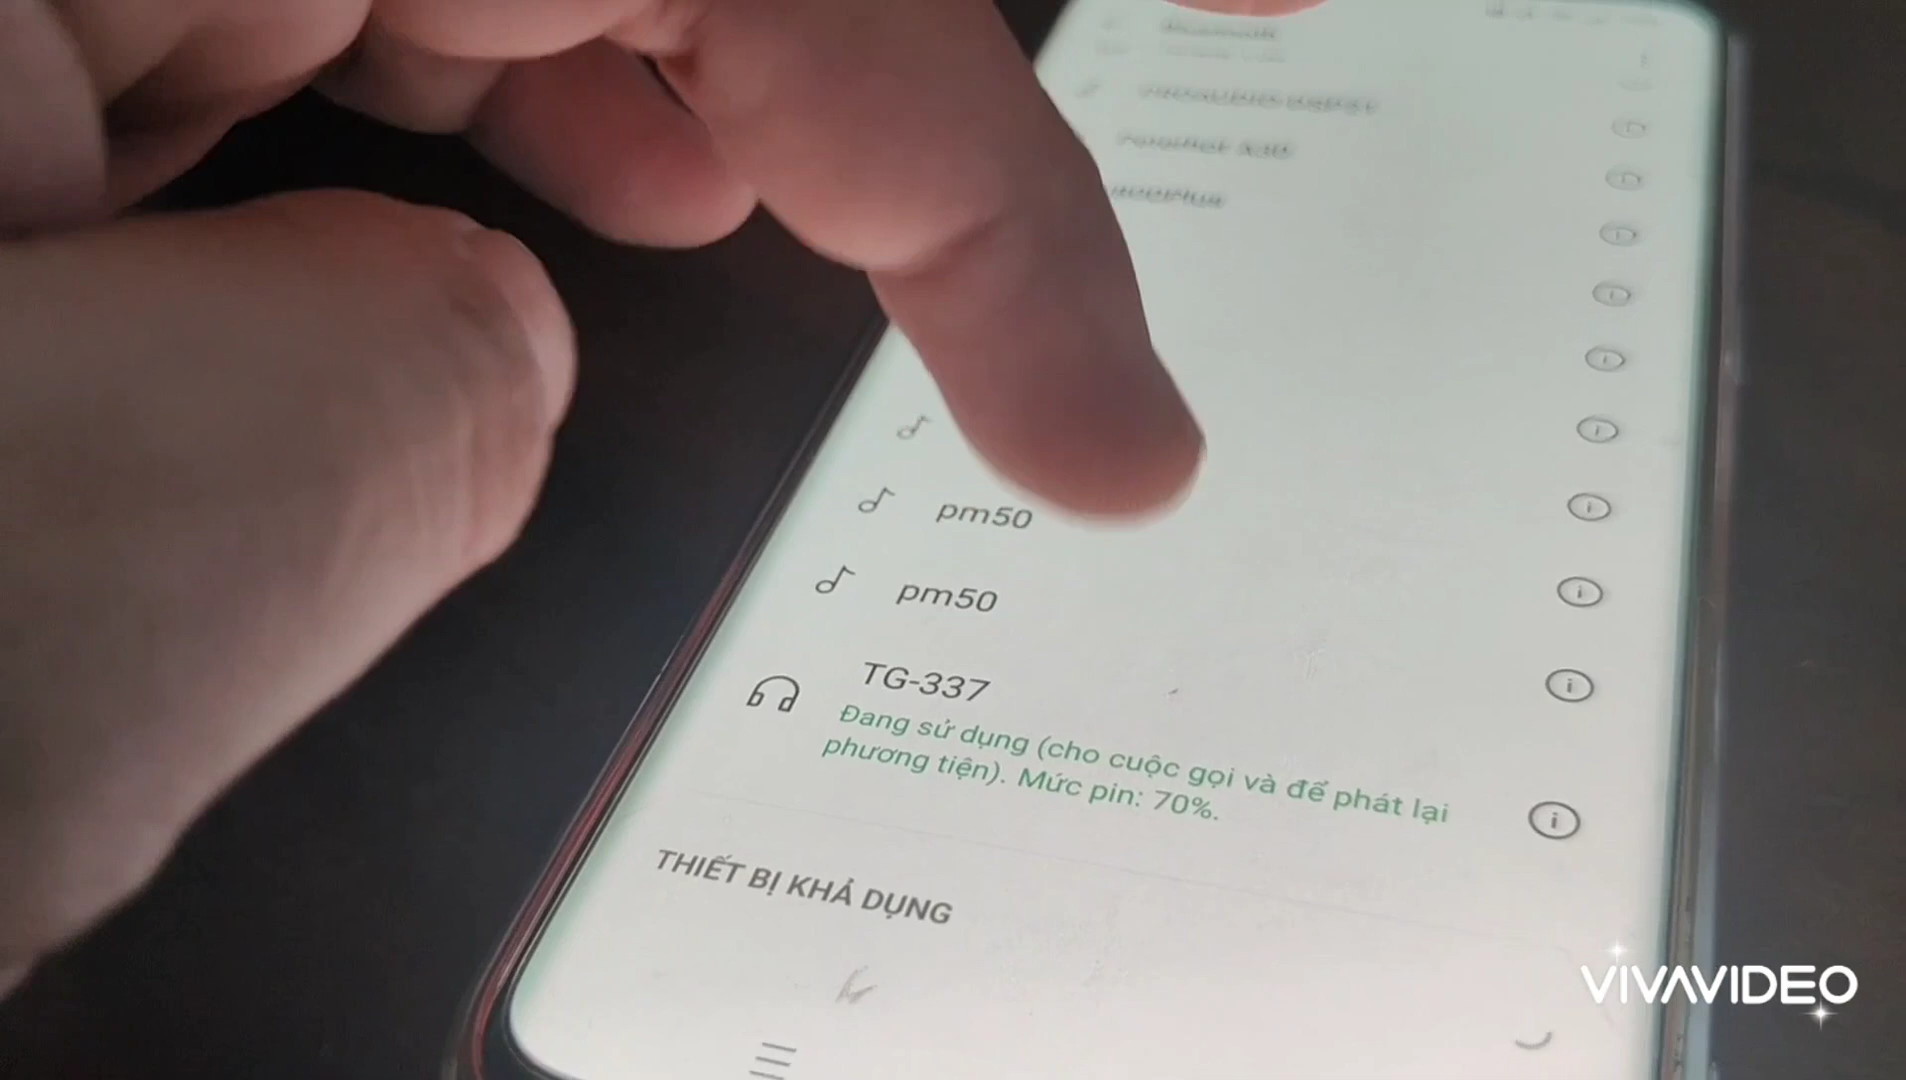 pm50
pm50
TG-337
Đang sử dụng (cho cuộc gọi và để phát lại
phương tiện). Mức pin: 70%.
THIẾT BỊ KHẢ DỤNG
VIVAVIDEO